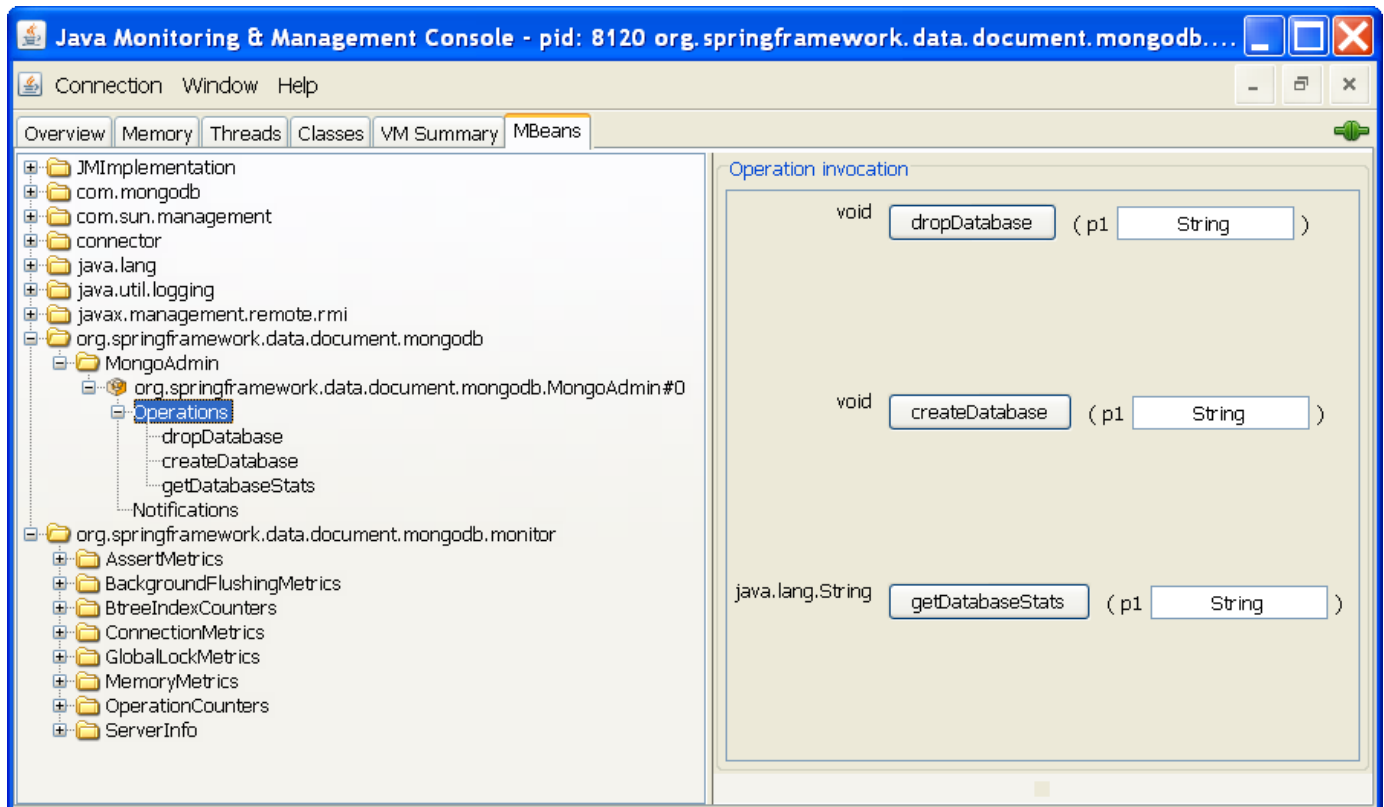 Java Monitoring & Management Console - pid: 8120 org.springframework.data.document.mongodb....
Connection Window Help
Overview Memory Threads Classes VM Summary MBeans
JMImplementation
com.mongodb
com.sun.management
connector
java.lang
java.util.logging
javax.management.remote.rmi
org.springframework.data.document.mongodb
MongoAdmin
org.springframework.data.document.mongodb.MongoAdmin#0
Operations
dropDatabase
createDatabase
getDatabaseStats
Notifications
org.springframework.data.document.mongodb.monitor
AssertMetrics
BackgroundFlushingMetrics
BtreeIndexCounters
ConnectionMetrics
GlobalLockMetrics
MemoryMetrics
OperationCounters
ServerInfo
Operation invocation
void dropDatabase ( p1 String )
void createDatabase ( p1 String )
java.lang.String getDatabaseStats ( p1 String )